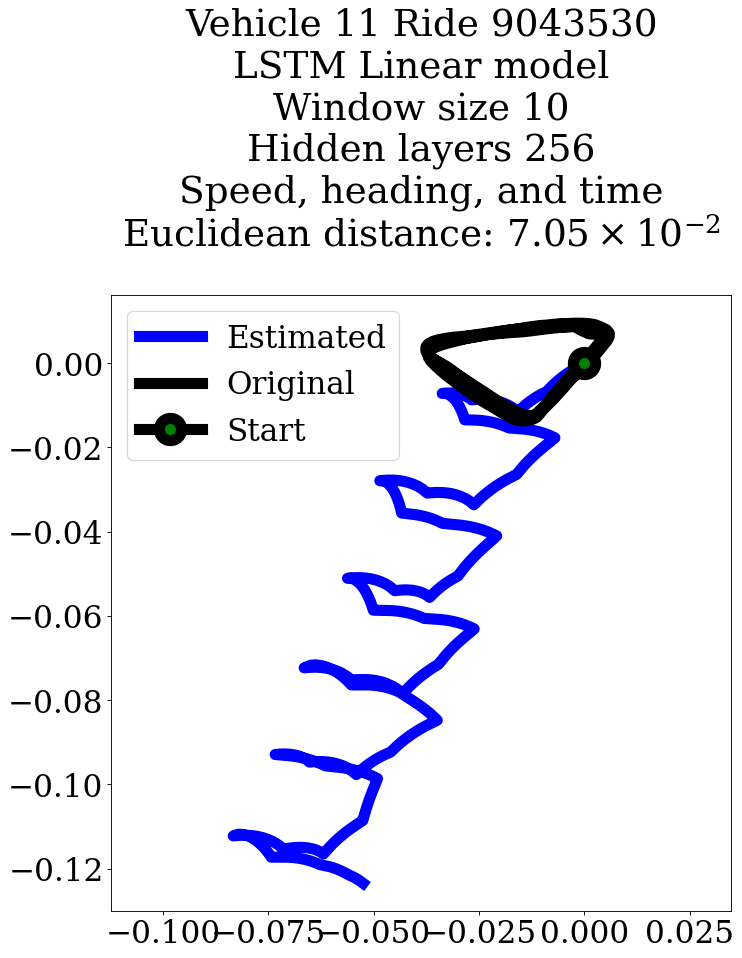 Vehicle 11 Ride 9043530
LSTM Linear model
Window size 10
Hidden layers 256
Speed, heading, and time
Euclidean distance: 7.05 × 10⁻²
Estimated
Original
Start
0.00
−0.02
−0.04
−0.06
−0.08
−0.10
−0.12
−0.100 −0.075 −0.050 −0.025 0.000 0.025